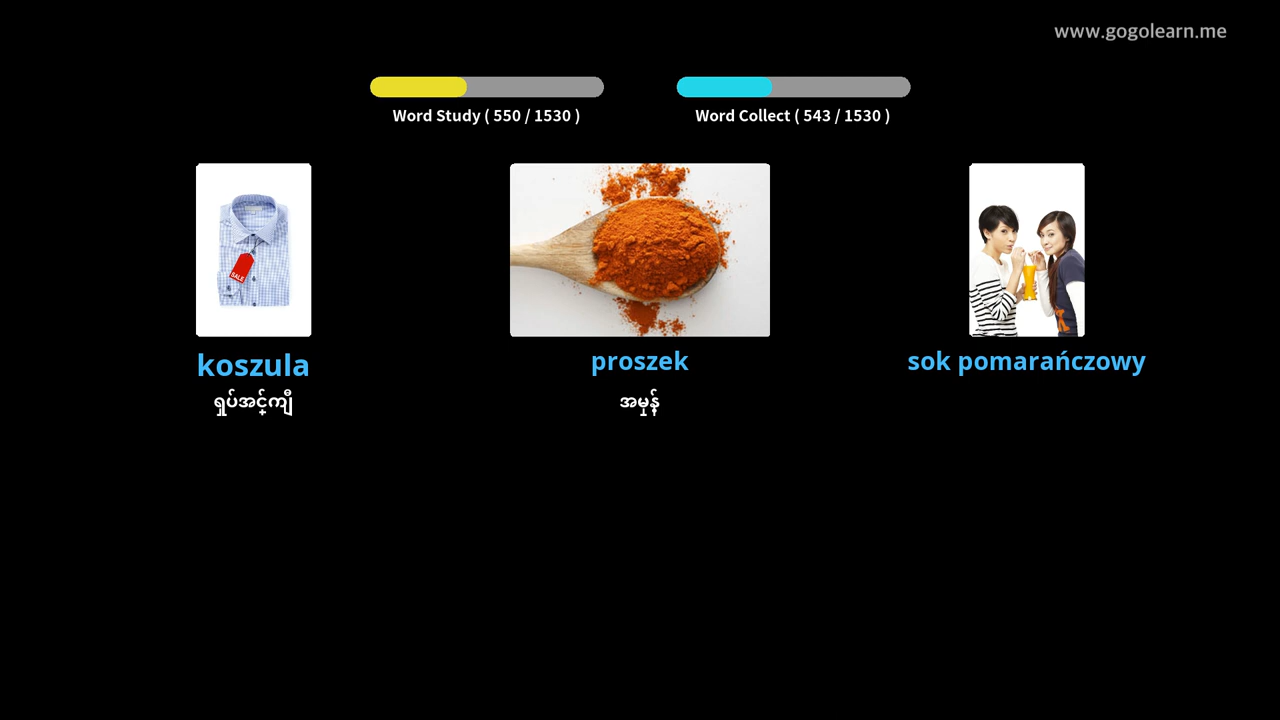 www.gogolearn.me
Word Study ( 550 / 1530 )
Word Collect ( 543 / 1530 )
SALE
koszula
proszek
sok pomarańczowy
ရှပ်အင်္ကျီ
အမှုန့်